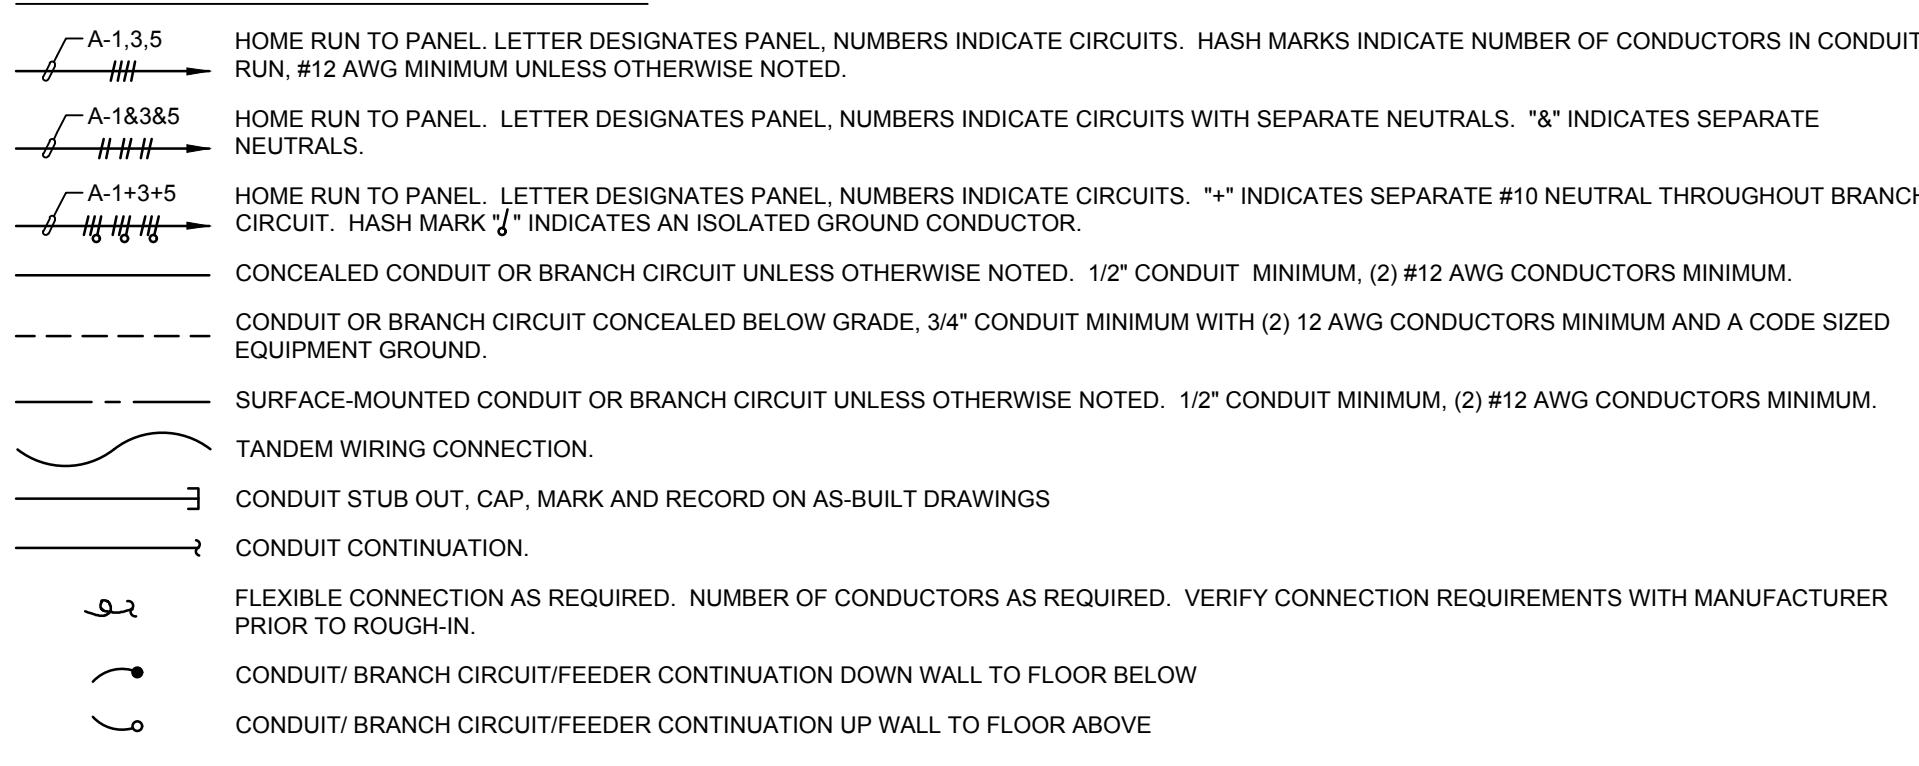 A-1,3,5
HOME RUN TO PANEL. LETTER DESIGNATES PANEL, NUMBERS INDICATE CIRCUITS. HASH MARKS INDICATE NUMBER OF CONDUCTORS IN CONDUIT
RUN, #12 AWG MINIMUM UNLESS OTHERWISE NOTED.
A-1&3&5
HOME RUN TO PANEL. LETTER DESIGNATES PANEL, NUMBERS INDICATE CIRCUITS WITH SEPARATE NEUTRALS. "&" INDICATES SEPARATE
NEUTRALS.
A-1+3+5
HOME RUN TO PANEL. LETTER DESIGNATES PANEL, NUMBERS INDICATE CIRCUITS. "+" INDICATES SEPARATE #10 NEUTRAL THROUGHOUT BRANCH
CIRCUIT. HASH MARK " " INDICATES AN ISOLATED GROUND CONDUCTOR.
CONCEALED CONDUIT OR BRANCH CIRCUIT UNLESS OTHERWISE NOTED. 1/2" CONDUIT MINIMUM, (2) #12 AWG CONDUCTORS MINIMUM.
CONDUIT OR BRANCH CIRCUIT CONCEALED BELOW GRADE, 3/4" CONDUIT MINIMUM WITH (2) 12 AWG CONDUCTORS MINIMUM AND A CODE SIZED
EQUIPMENT GROUND.
SURFACE-MOUNTED CONDUIT OR BRANCH CIRCUIT UNLESS OTHERWISE NOTED. 1/2" CONDUIT MINIMUM, (2) #12 AWG CONDUCTORS MINIMUM.
TANDEM WIRING CONNECTION.
CONDUIT STUB OUT, CAP, MARK AND RECORD ON AS-BUILT DRAWINGS
CONDUIT CONTINUATION.
FLEXIBLE CONNECTION AS REQUIRED. NUMBER OF CONDUCTORS AS REQUIRED. VERIFY CONNECTION REQUIREMENTS WITH MANUFACTURER
PRIOR TO ROUGH-IN.
CONDUIT/ BRANCH CIRCUIT/FEEDER CONTINUATION DOWN WALL TO FLOOR BELOW
CONDUIT/ BRANCH CIRCUIT/FEEDER CONTINUATION UP WALL TO FLOOR ABOVE